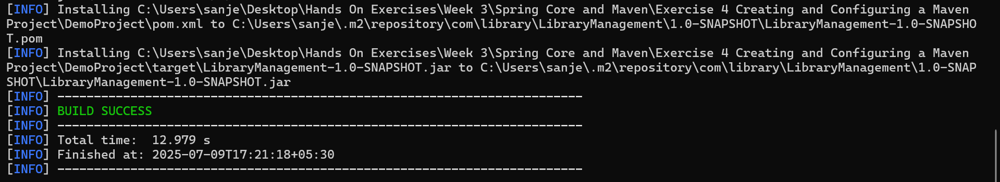 [INFO] Installing C:\Users\sanje\Desktop\Hands On Exercises\Week 3\Spring Core and Maven\Exercise 4 Creating and Configuring a Maven
Project\DemoProject\pom.xml to C:\Users\sanje\.m2\repository\com\library\LibraryManagement\1.0-SNAPSHOT\LibraryManagement-1.0-SNAPSHO
T.pom
[INFO] Installing C:\Users\sanje\Desktop\Hands On Exercises\Week 3\Spring Core and Maven\Exercise 4 Creating and Configuring a Maven
Project\DemoProject\target\LibraryManagement-1.0-SNAPSHOT.jar to C:\Users\sanje\.m2\repository\com\library\LibraryManagement\1.0-SNAP
SHOT\LibraryManagement-1.0-SNAPSHOT.jar
[INFO] ------------------------------------------------------------------------
[INFO] BUILD SUCCESS
[INFO] ------------------------------------------------------------------------
[INFO] Total time:  12.979 s
[INFO] Finished at: 2025-07-09T17:21:18+05:30
[INFO] ------------------------------------------------------------------------